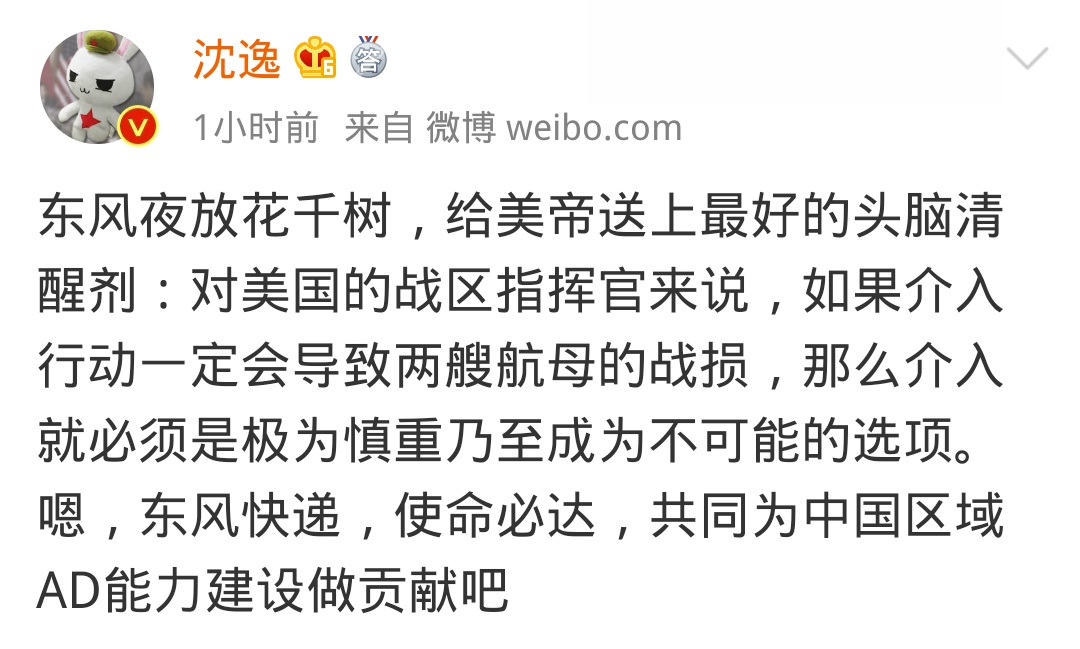 沈逸 6 答
1小时前 来自 微博 weibo.com
东风夜放花千树，给美帝送上最好的头脑清
醒剂：对美国的战区指挥官来说，如果介入
行动一定会导致两艘航母的战损，那么介入
就必须是极为慎重乃至成为不可能的选项。
嗯，东风快递，使命必达，共同为中国区域
AD能力建设做贡献吧